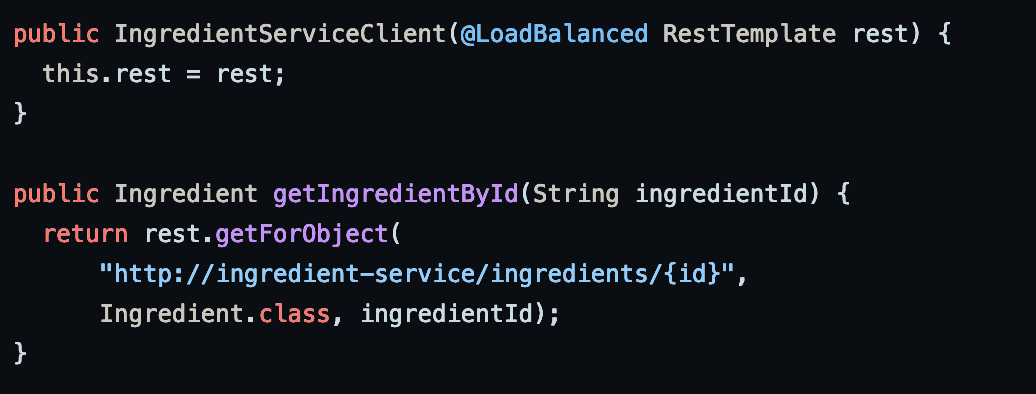 public IngredientServiceClient(@LoadBalanced RestTemplate rest) {
  this.rest = rest;
}

public Ingredient getIngredientById(String ingredientId) {
  return rest.getForObject(
      "http://ingredient-service/ingredients/{id}",
      Ingredient.class, ingredientId);
}